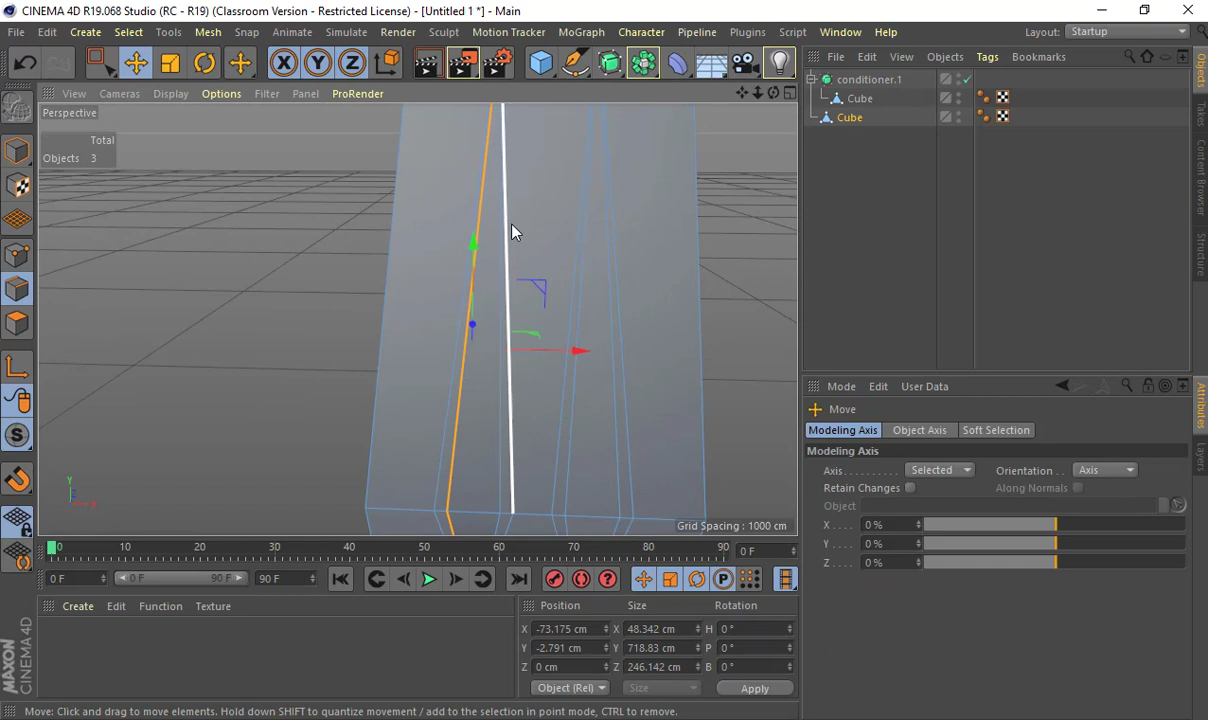 CINEMA 4D R19.068 Studio (RC - R19) (Classroom Version - Restricted License) - [Untitled 1 *] - Main
File Edit Create Select Tools Mesh Snap Animate Simulate Render Sculpt Motion Tracker MoGraph Character Pipeline Plugins Script Window Help Layout: Startup
X Y Z
File Edit View Objects Tags Bookmarks
View Cameras Display Options Filter Panel ProRender
Perspective
Total
Objects 3
conditioner.1
Cube
Cube
Objects
Takes
Content Browser
Structure
Mode Edit User Data
Move
Modeling Axis Object Axis Soft Selection
Modeling Axis
Axis Selected Orientation Axis
Retain Changes Along Normals
Object
X 0 %
Y 0 %
Z 0 %
Attributes
Layers
S
Y
Z
X
Grid Spacing : 1000 cm
0 10 20 30 40 50 60 70 80 90 0 F
0 F 0 F 90 F 90 F
P
Create Edit Function Texture
Position Size Rotation
X -73.175 cm X 48.342 cm H 0 °
Y -2.791 cm Y 718.83 cm P 0 °
Z 0 cm Z 246.142 cm B 0 °
Object (Rel) Size Apply
MAXON
CINEMA 4D
Move: Click and drag to move elements. Hold down SHIFT to quantize movement / add to the selection in point mode, CTRL to remove.